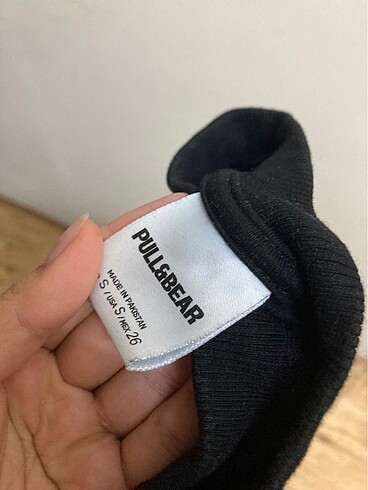 PULL&BEAR
MADE IN PAKISTAN
S / USA S / MEX 26